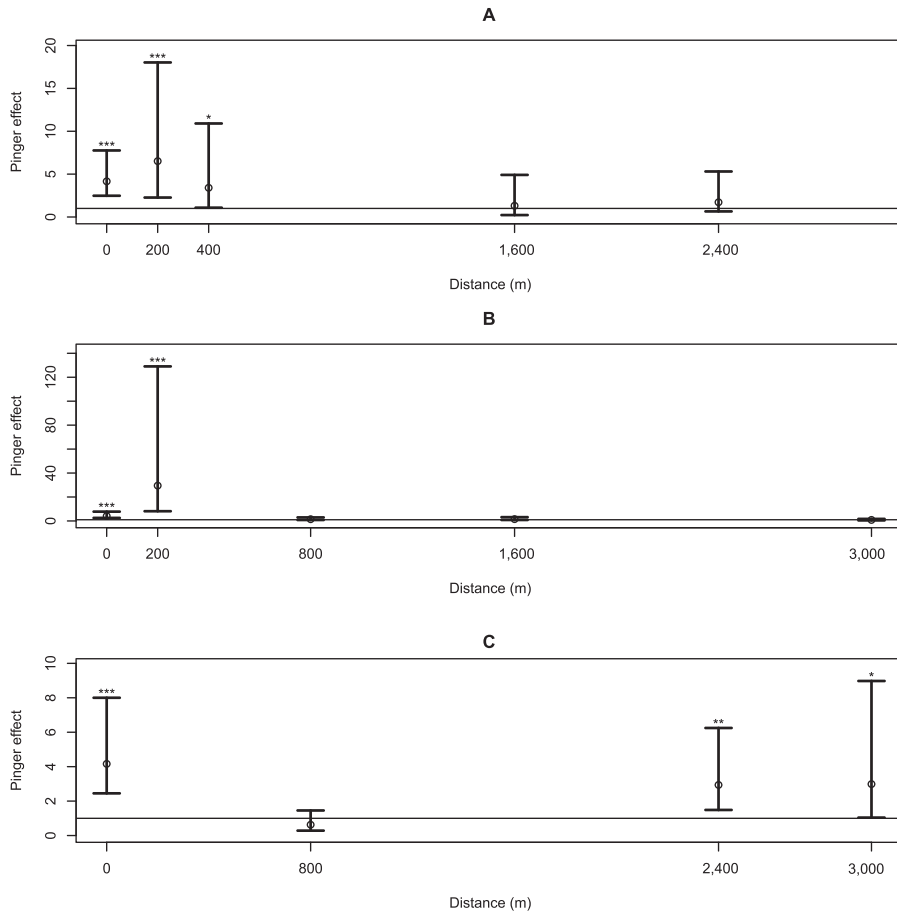 A
Pinger effect
20
15
10
5
0
***
***
*
0 200 400 1,600 2,400
Distance (m)
B
Pinger effect
120
80
40
0
***
***
0 200 800 1,600 3,000
Distance (m)
C
Pinger effect
10
8
6
4
2
0
***
**
*
0 800 2,400 3,000
Distance (m)